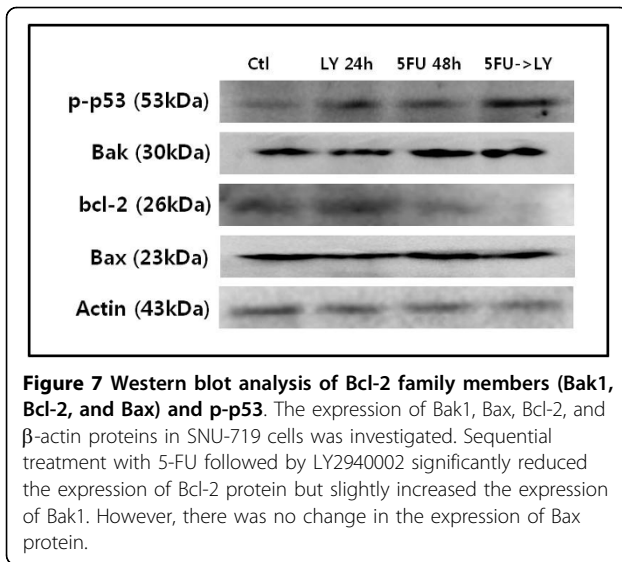 Ctl LY 24h 5FU 48h 5FU->LY
p-p53 (53kDa)
Bak (30kDa)
bcl-2 (26kDa)
Bax (23kDa)
Actin (43kDa)
Figure 7 Western blot analysis of Bcl-2 family members (Bak1,
Bcl-2, and Bax) and p-p53. The expression of Bak1, Bax, Bcl-2, and
β-actin proteins in SNU-719 cells was investigated. Sequential
treatment with 5-FU followed by LY2940002 significantly reduced
the expression of Bcl-2 protein but slightly increased the expression
of Bak1. However, there was no change in the expression of Bax
protein.